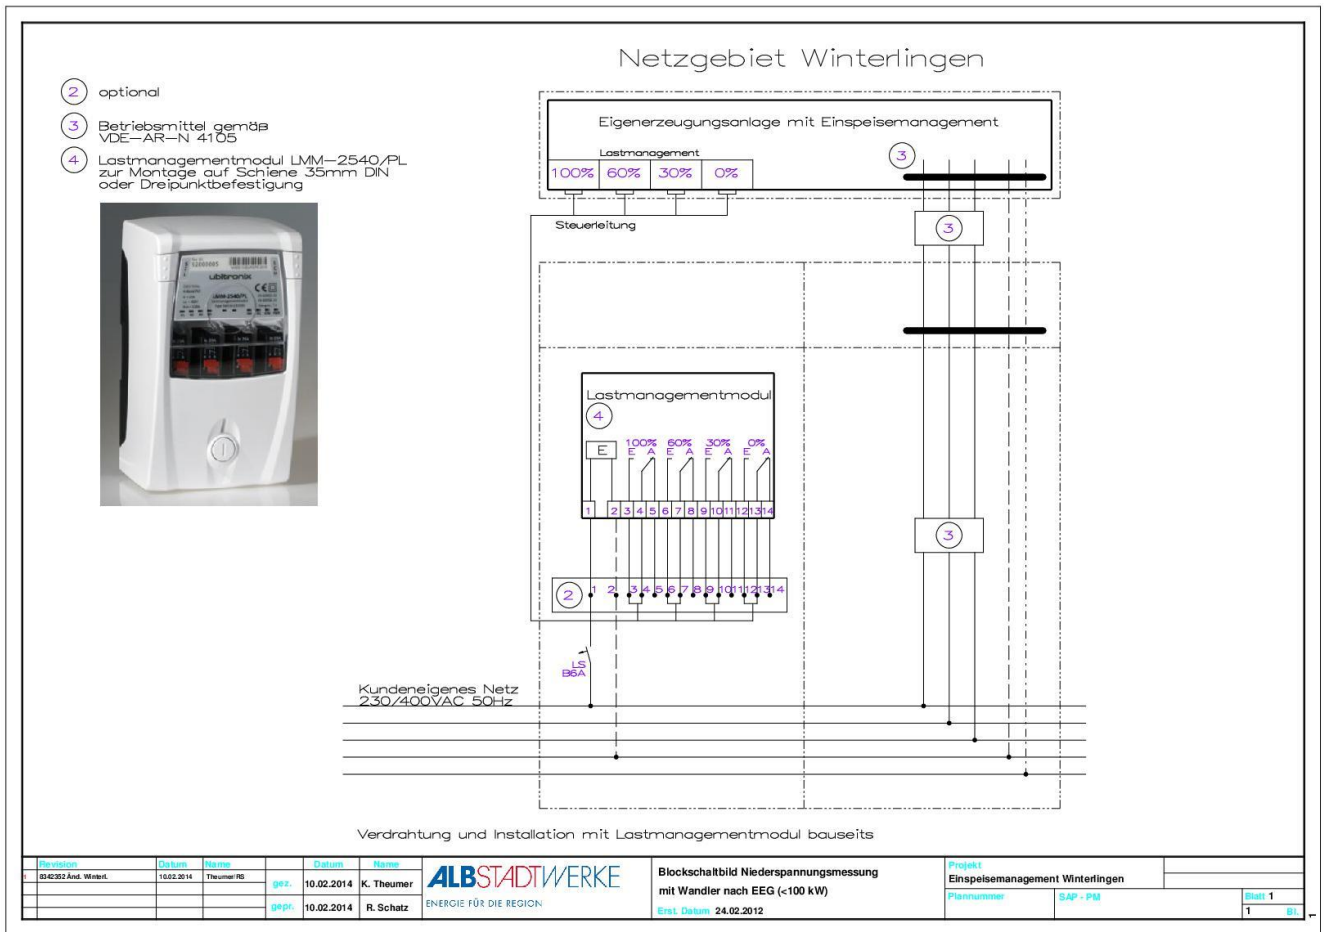 Netzgebiet Winterlingen
2 optional
3 Betriebsmittel gemäß
VDE-AR-N 4105
4 Lastmanagementmodul LMM-2540/PL
zur Montage auf Schiene 35mm DIN
oder Dreipunktbefestigung
ubitronix
LMM-2540/PL
Eigenerzeugungsanlage mit Einspeisemanagement
Lastmanagement
100% 60% 30% 0%
3
Steuerleitung
3
Lastmanagementmodul
4
E
100% 60% 30% 0%
E A E A E A E A
1 2 3 4 5 6 7 8 9 10 11 12 13 14
3
2 1 2 3 4 5 6 7 8 9 10 11 12 13 14
LS
B6A
Kundeneigenes Netz
230/400VAC 50Hz
Verdrahtung und Installation mit Lastmanagementmodul bauseits
Revision Datum Name
1 8342352 Änd. Winterl. 10.02.2014 Theumer/RS
Datum Name
gez. 10.02.2014 K. Theumer
gepr. 10.02.2014 R. Schatz
ALBSTADTWERKE
ENERGIE FÜR DIE REGION
Blockschaltbild Niederspannungsmessung
mit Wandler nach EEG (<100 kW)
Erst. Datum 24.02.2012
Projekt
Einspeisemanagement Winterlingen
Plannummer SAP - PM
Blatt 1
1 Bl.
1